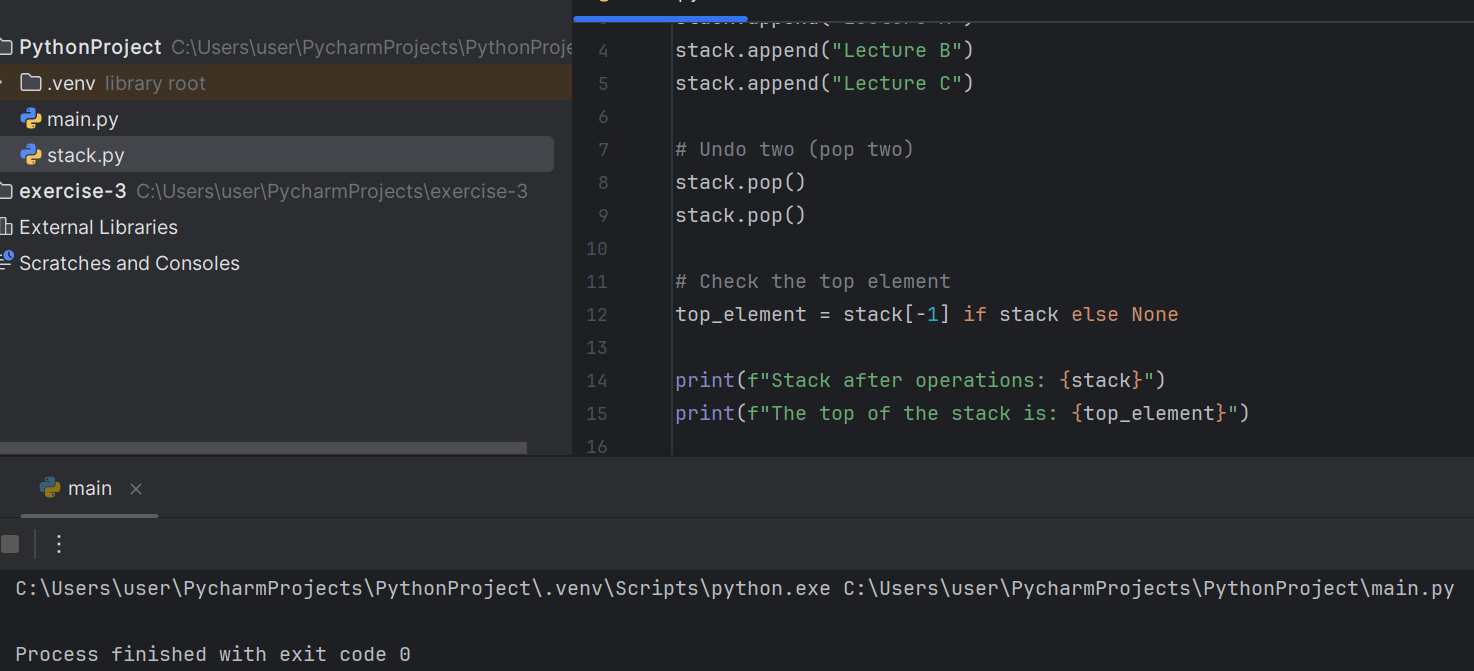 PythonProject C:\Users\user\PycharmProjects\PythonProje
.venv library root
main.py
stack.py
exercise-3 C:\Users\user\PycharmProjects\exercise-3
External Libraries
Scratches and Consoles
4 stack.append("Lecture B")
5 stack.append("Lecture C")
6
7 # Undo two (pop two)
8 stack.pop()
9 stack.pop()
10
11 # Check the top element
12 top_element = stack[-1] if stack else None
13
14 print(f"Stack after operations: {stack}")
15 print(f"The top of the stack is: {top_element}")
16
main
C:\Users\user\PycharmProjects\PythonProject\.venv\Scripts\python.exe C:\Users\user\PycharmProjects\PythonProject\main.py
Process finished with exit code 0